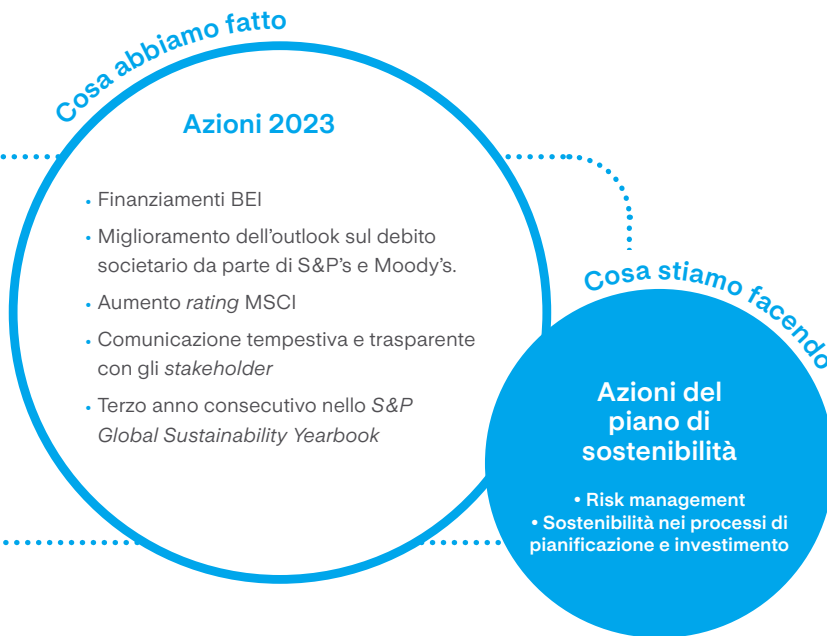 Cosa abbiamo fatto
Azioni 2023
• Finanziamenti BEI
• Miglioramento dell'outlook sul debito
societario da parte di S&P's e Moody's.
• Aumento rating MSCI
• Comunicazione tempestiva e trasparente
con gli stakeholder
• Terzo anno consecutivo nello S&P
Global Sustainability Yearbook
Cosa stiamo facendo
Azioni del
piano di
sostenibilità
• Risk management
• Sostenibilità nei processi di
pianificazione e investimento